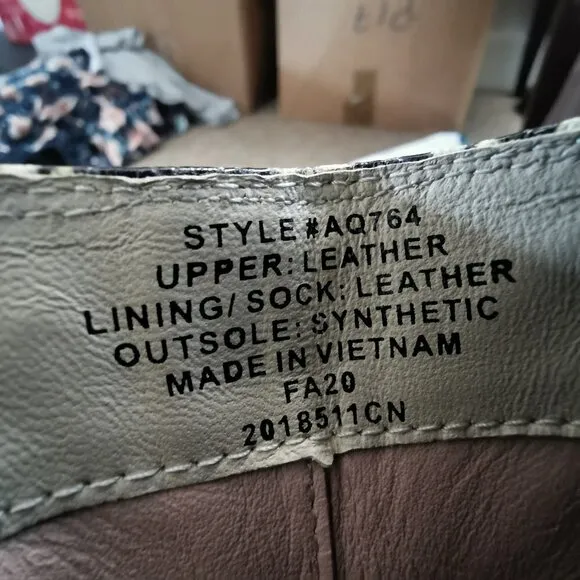 STYLE #AQ764
UPPER: LEATHER
LINING/ SOCK: LEATHER
OUTSOLE: SYNTHETIC
MADE IN VIETNAM
FA20
2018511CN